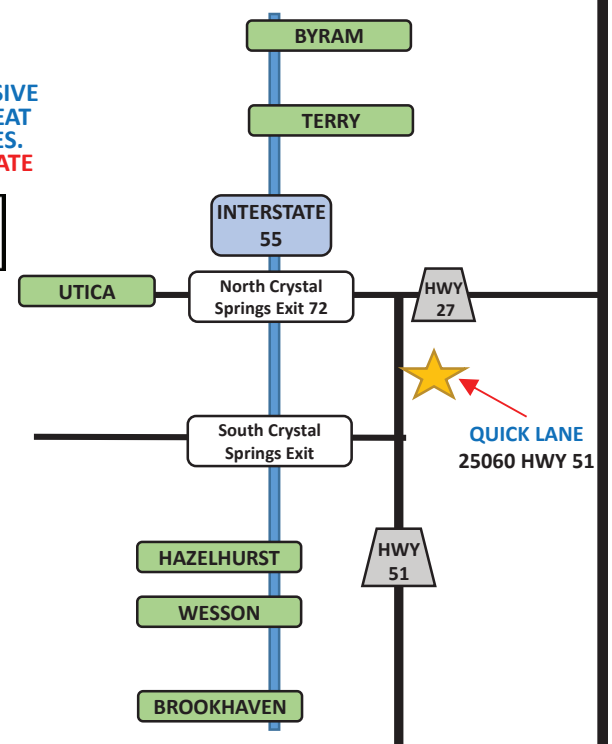 BYRAM
SIVE
EAT
ES.
ATE
TERRY
INTERSTATE
55
UTICA
North Crystal
Springs Exit 72
HWY
27
South Crystal
Springs Exit
QUICK LANE
25060 HWY 51
HAZELHURST
HWY
51
WESSON
BROOKHAVEN